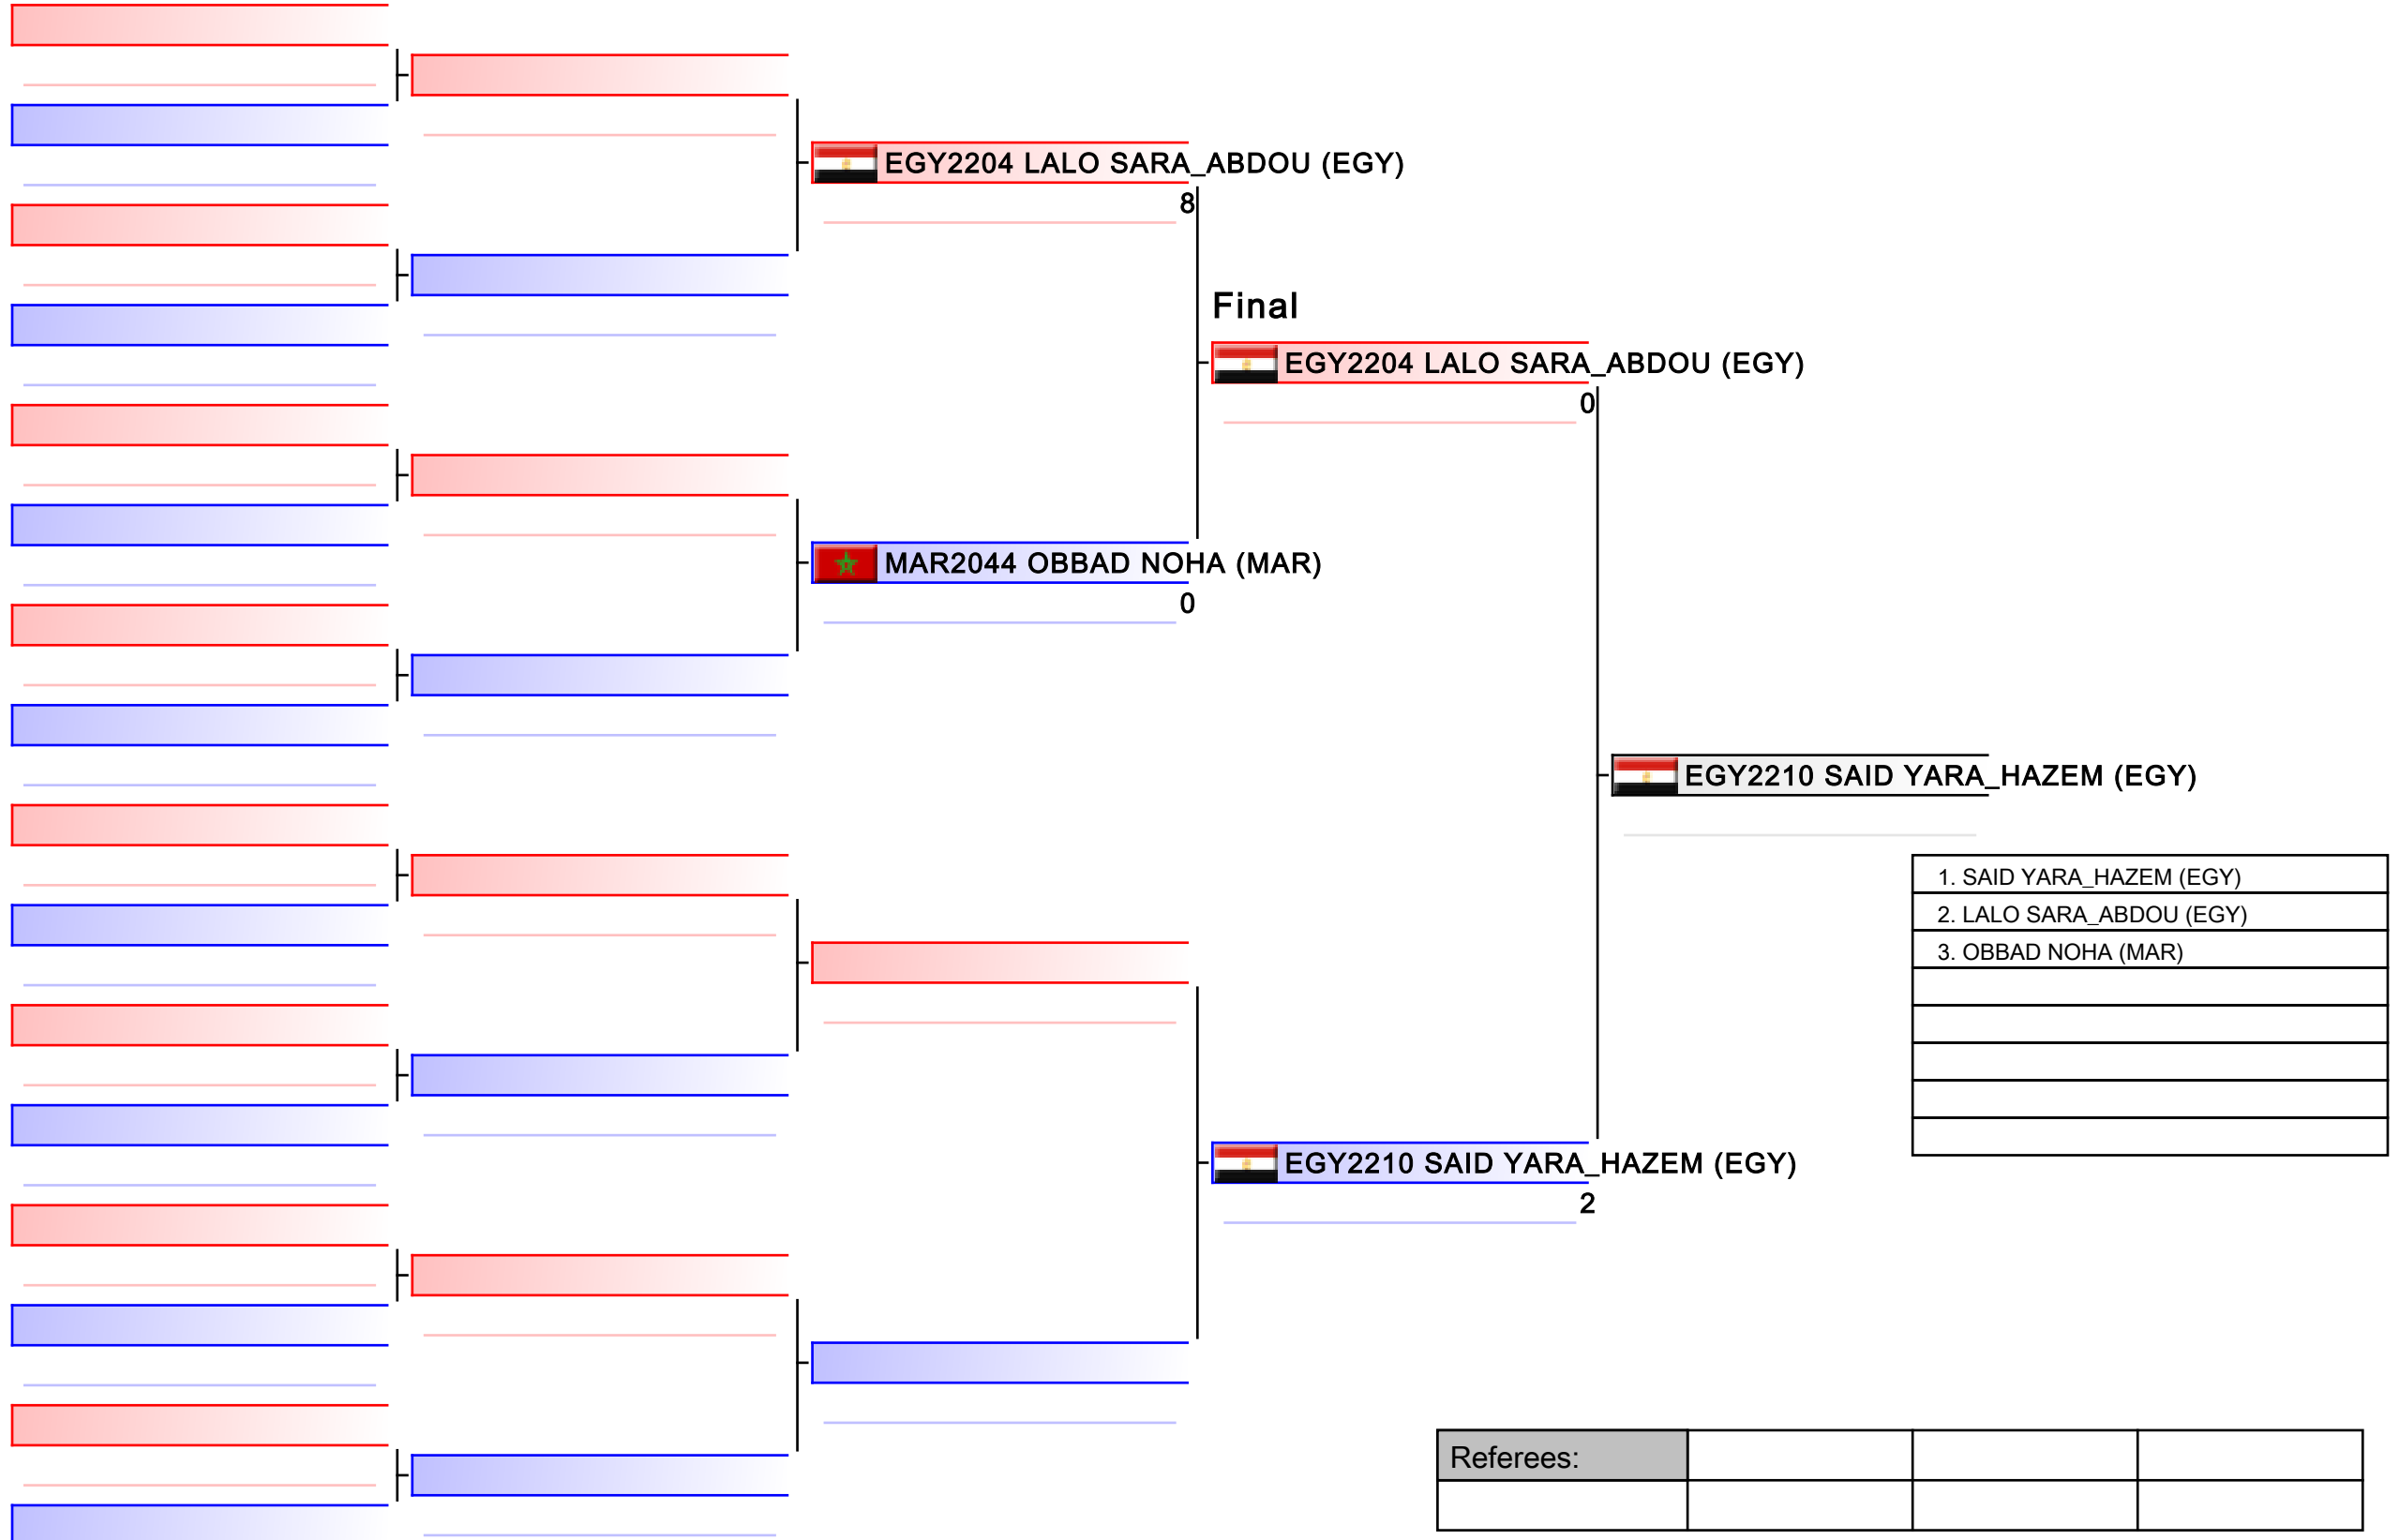 EGY2204 LALO SARA_ABDOU (EGY)
8
Final
EGY2204 LALO SARA_ABDOU (EGY)
0
MAR2044 OBBAD NOHA (MAR)
0
EGY2210 SAID YARA_HAZEM (EGY)
1. SAID YARA_HAZEM (EGY)
2. LALO SARA_ABDOU (EGY)
3. OBBAD NOHA (MAR)
EGY2210 SAID YARA_HAZEM (EGY)
2
Referees: